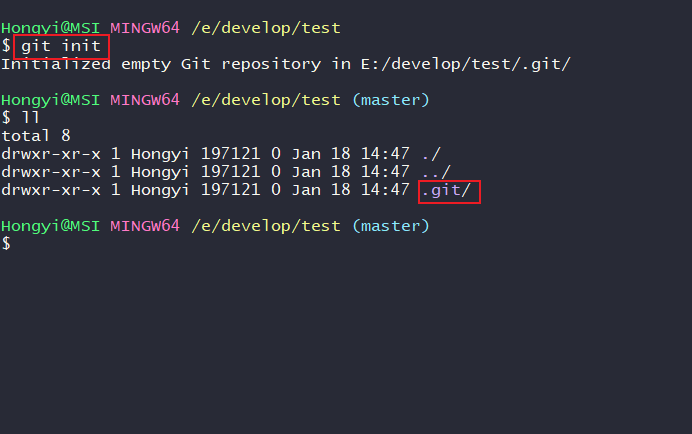 Hongyi@MSI MINGW64 /e/develop/test
$ git init
Initialized empty Git repository in E:/develop/test/.git/
Hongyi@MSI MINGW64 /e/develop/test (master)
$ ll
total 8
drwxr-xr-x 1 Hongyi 197121 0 Jan 18 14:47 ./
drwxr-xr-x 1 Hongyi 197121 0 Jan 18 14:47 ../
drwxr-xr-x 1 Hongyi 197121 0 Jan 18 14:47 .git/
Hongyi@MSI MINGW64 /e/develop/test (master)
$